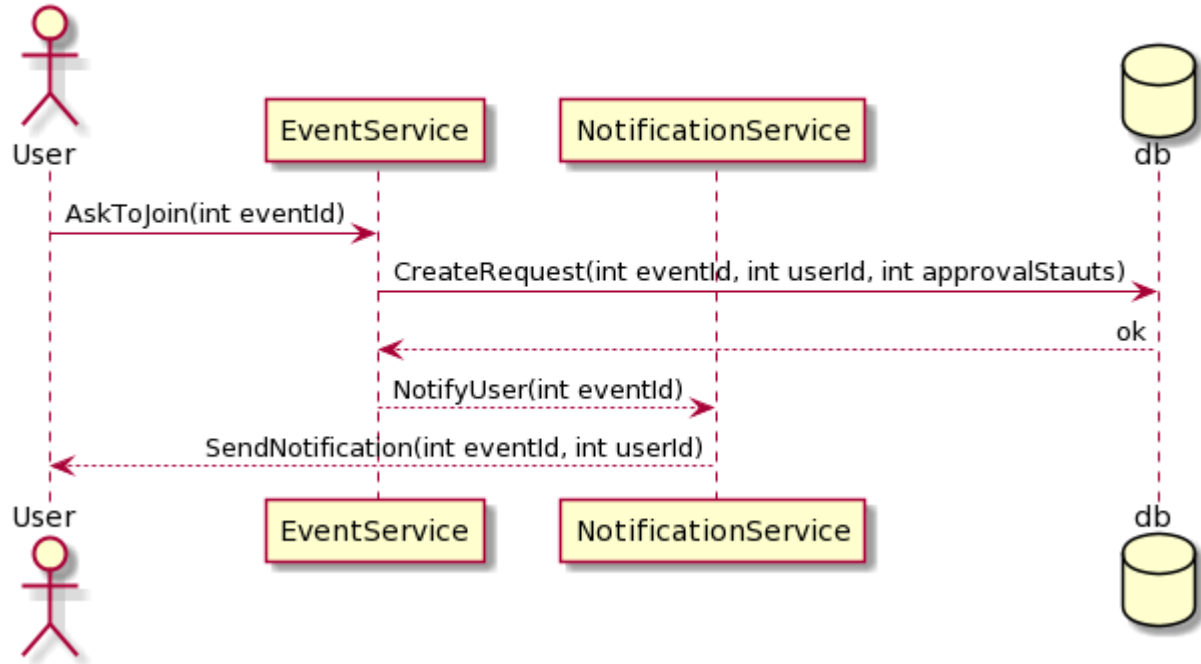 User
EventService
NotificationService
db
AskToJoin(int eventId)
CreateRequest(int eventId, int userId, int approvalStauts)
ok
NotifyUser(int eventId)
SendNotification(int eventId, int userId)
User
EventService
NotificationService
db